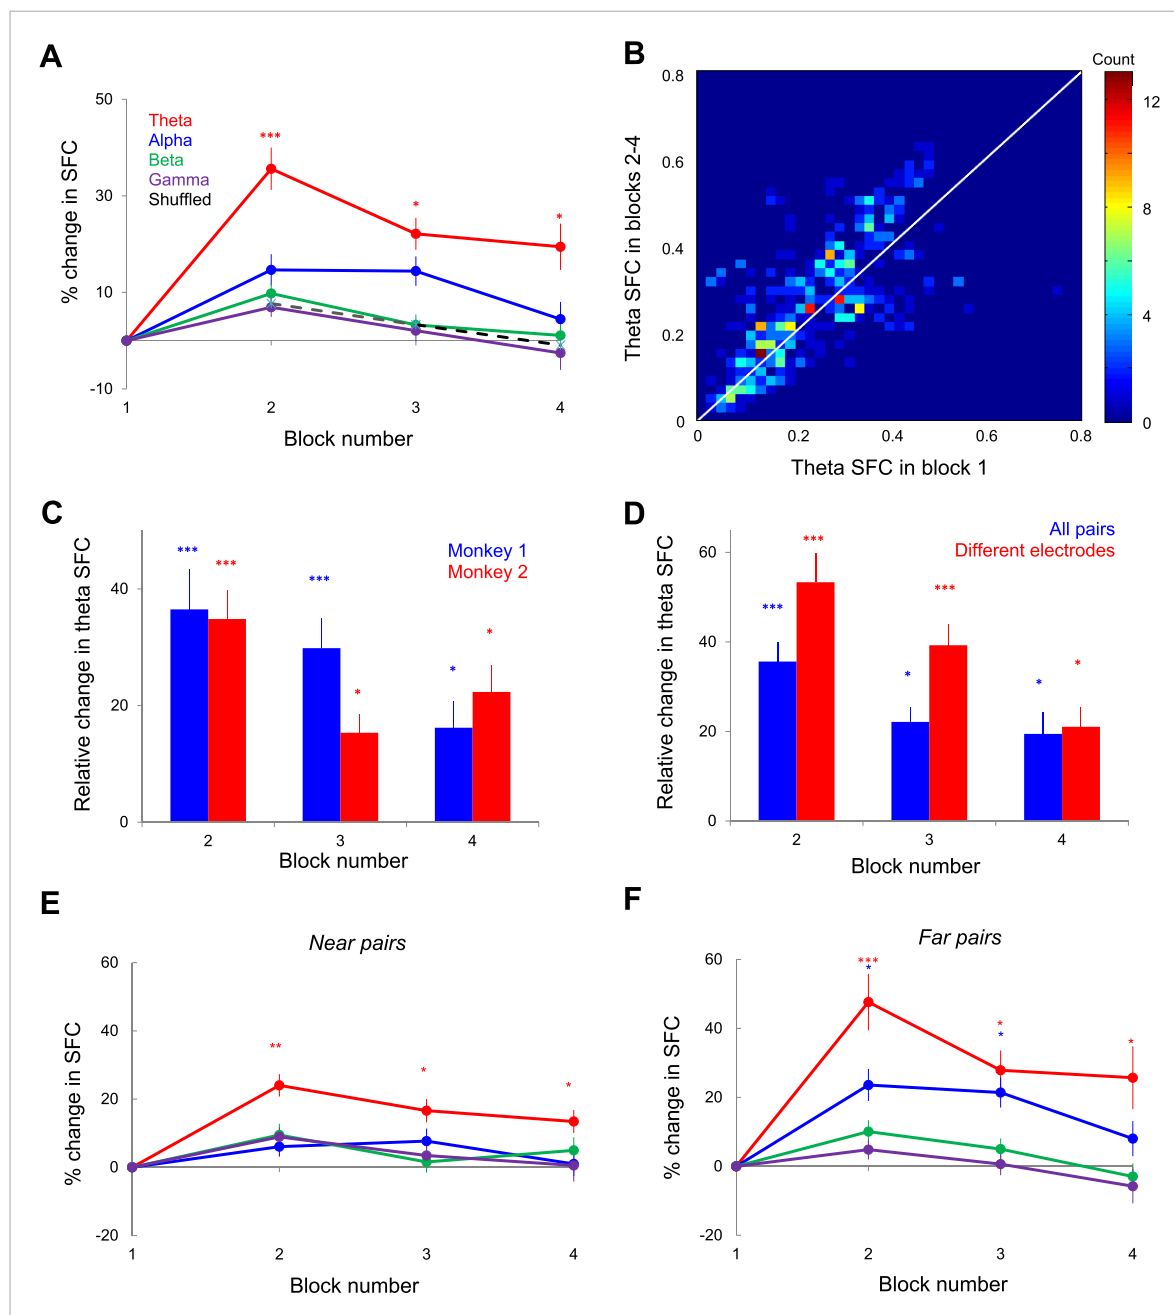 A
% change in SFC
50
30
10
-10
Theta
Alpha
Beta
Gamma
Shuffled
***
*
*
1
2
3
4
Block number
B
Count
Theta SFC in blocks 2-4
0.8
0.6
0.4
0.2
0
12
8
4
0
0
0.2
0.4
0.6
0.8
Theta SFC in block 1
C
Relative change in theta SFC
40
20
0
Monkey 1
Monkey 2
***
***
***
*
*
*
2
3
4
Block number
D
Relative change in theta SFC
60
40
20
0
All pairs
Different electrodes
***
***
*
***
*
*
2
3
4
Block number
E
Near pairs
% change in SFC
60
40
20
0
-20
**
*
*
1
2
3
4
Block number
F
Far pairs
% change in SFC
60
40
20
0
-20
***
*
*
*
*
1
2
3
4
Block number